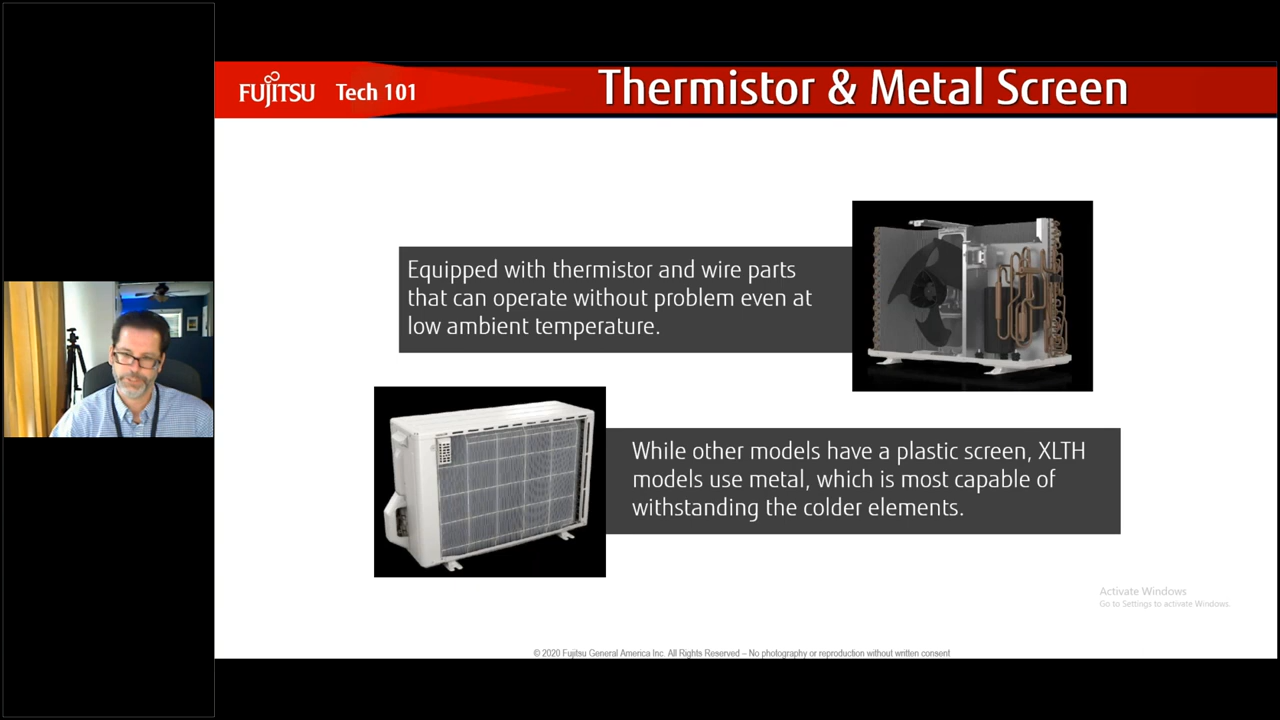 FUJITSU Tech 101
Thermistor & Metal Screen
Equipped with thermistor and wire parts
that can operate without problem even at
low ambient temperature.
While other models have a plastic screen, XLTH
models use metal, which is most capable of
withstanding the colder elements.
Activate Windows
Go to Settings to activate Windows.
© 2020 Fujitsu General America Inc. All Rights Reserved – No photography or reproduction without written consent